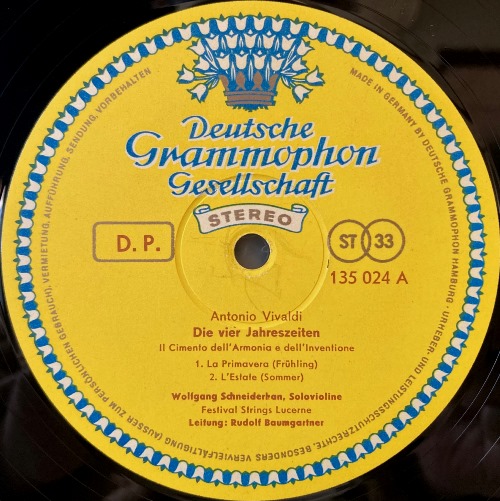 Deutsche
Grammophon
Gesellschaft
STEREO
D. P.
ST 33
135 024 A
Antonio Vivaldi
Die vier Jahreszeiten
Il Cimento dell'Armonia e dell'Inventione
1. La Primavera (Frühling)
2. L'Estate (Sommer)
Wolfgang Schneiderhan, Solovioline
Festival Strings Lucerne
Leitung: Rudolf Baumgartner
MADE IN GERMANY BY DEUTSCHE GRAMMOPHON HAMBURG · URHEBER- UND LEISTUNGSSCHUTZRECHTE, BESONDERS VERVIELFÄLTIGUNG (AUSSER ZUM PERSÖNLICHEN GEBRAUCH), VERMIETUNG, AUFFÜHRUNG, SENDUNG, VORBEHALTEN